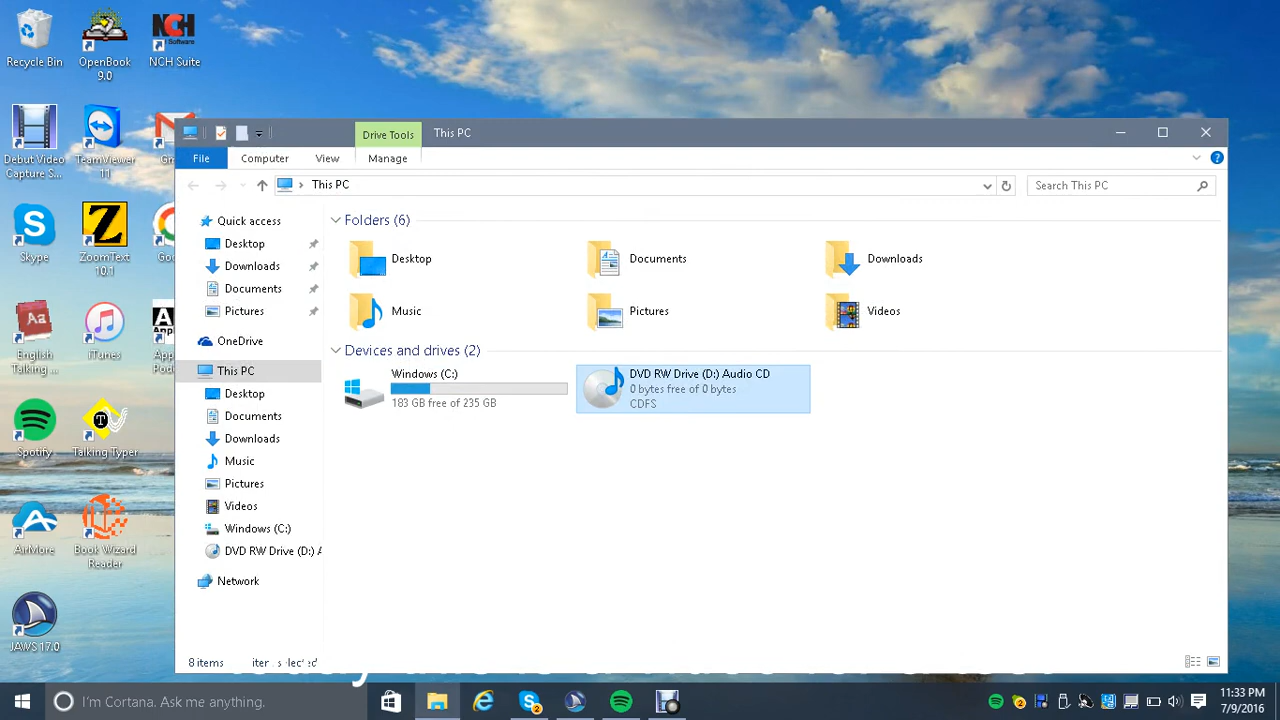 Recycle Bin
OpenBook 9.0
NCH Software
NCH Suite
Debut Video Capture S...
TeamViewer 11
Skype
ZoomText 10.1
English Talking ...
iTunes
Spotify
Talking Typer
AirMore
Book Wizard Reader
JAWS 17.0
Drive Tools
This PC
File
Computer
View
Manage
This PC
Search This PC
Quick access
Desktop
Downloads
Documents
Pictures
OneDrive
This PC
Desktop
Documents
Downloads
Music
Pictures
Videos
Windows (C:)
DVD RW Drive (D:) A
Network
Folders (6)
Desktop
Documents
Downloads
Music
Pictures
Videos
Devices and drives (2)
Windows (C:)
183 GB free of 235 GB
DVD RW Drive (D:) Audio CD
0 bytes free of 0 bytes
CDFS
8 items
I'm Cortana. Ask me anything.
11:33 PM
7/9/2016